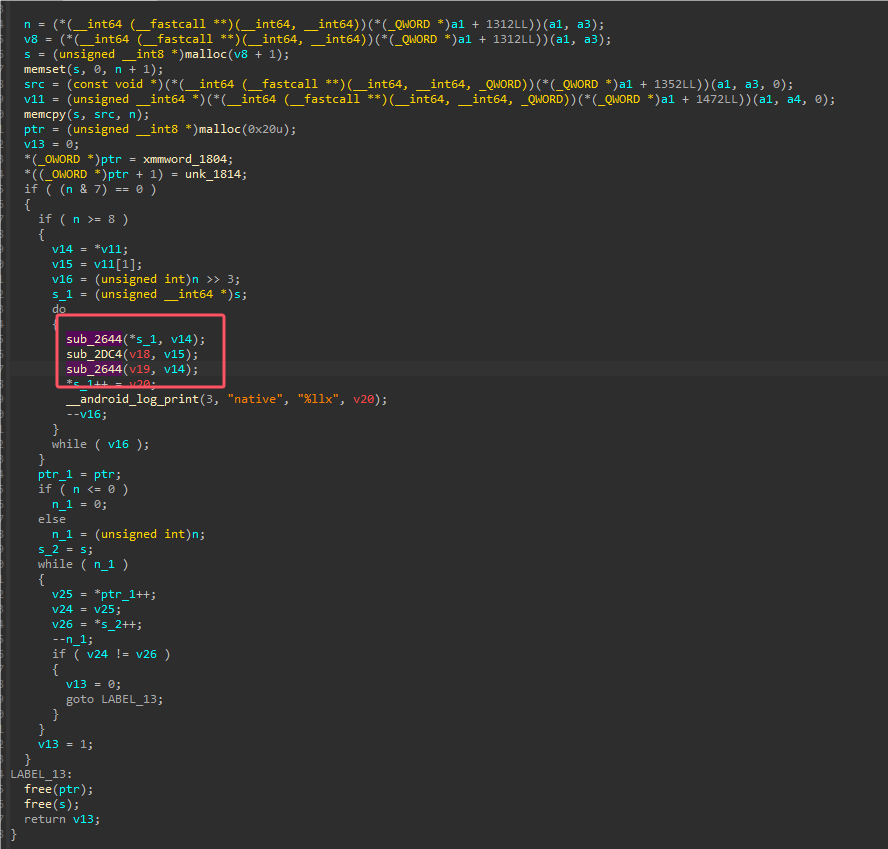 n = (*(__int64 (__fastcall **)(__int64, __int64))(*(_QWORD *)a1 + 1312LL))(a1, a3);
v8 = (*(__int64 (__fastcall **)(__int64, __int64))(*(_QWORD *)a1 + 1312LL))(a1, a3);
s = (unsigned __int8 *)malloc(v8 + 1);
memset(s, 0, n + 1);
src = (const void *)(*(__int64 (__fastcall **)(__int64, __int64, _QWORD))(*(_QWORD *)a1 + 1352LL))(a1, a3, 0);
v11 = (unsigned __int64 *)(*(__int64 (__fastcall **)(__int64, __int64, _QWORD))(*(_QWORD *)a1 + 1472LL))(a1, a4, 0);
memcpy(s, src, n);
ptr = (unsigned __int8 *)malloc(0x20u);
v13 = 0;
*(_OWORD *)ptr = xmmword_1804;
*((_OWORD *)ptr + 1) = unk_1814;
if ( (n & 7) == 0 )
{
if ( n >= 8 )
{
v14 = *v11;
v15 = v11[1];
v16 = (unsigned int)n >> 3;
s_1 = (unsigned __int64 *)s;
do
{
sub_2644(*s_1, v14);
sub_2DC4(v18, v15);
sub_2644(v19, v14);
*s_1++ = v20;
__android_log_print(3, "native", "%llx", v20);
--v16;
}
while ( v16 );
}
ptr_1 = ptr;
if ( n <= 0 )
n_1 = 0;
else
n_1 = (unsigned int)n;
s_2 = s;
while ( n_1 )
{
v25 = *ptr_1++;
v24 = v25;
v26 = *s_2++;
--n_1;
if ( v24 != v26 )
{
v13 = 0;
goto LABEL_13;
}
}
v13 = 1;
}
LABEL_13:
free(ptr);
free(s);
return v13;
}